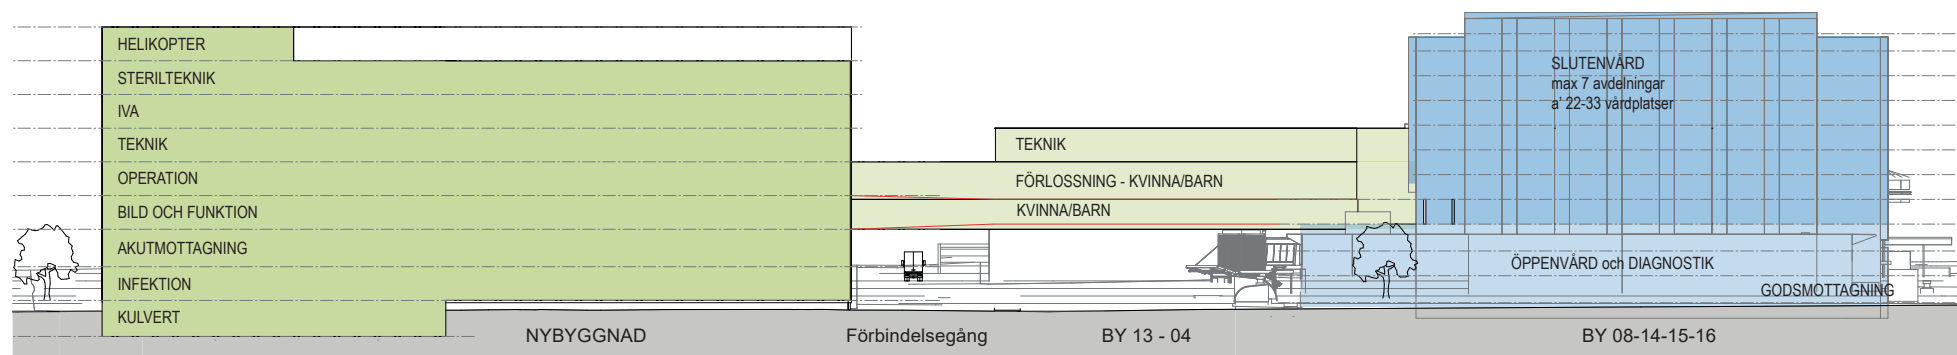 HELIKOPTER
STERILTEKNIK
IVA
TEKNIK
OPERATION
BILD OCH FUNKTION
AKUTMOTTAGNING
INFEKTION
KULVERT
TEKNIK
FÖRLOSSNING - KVINNA/BARN
KVINNA/BARN
SLUTENVÅRD
max 7 avdelningar
a' 22-33 vårdplatser
ÖPPENVÅRD och DIAGNOSTIK
GODSMOTTAGNING
NYBYGGNAD
Förbindelsegång
BY 13 - 04
BY 08-14-15-16